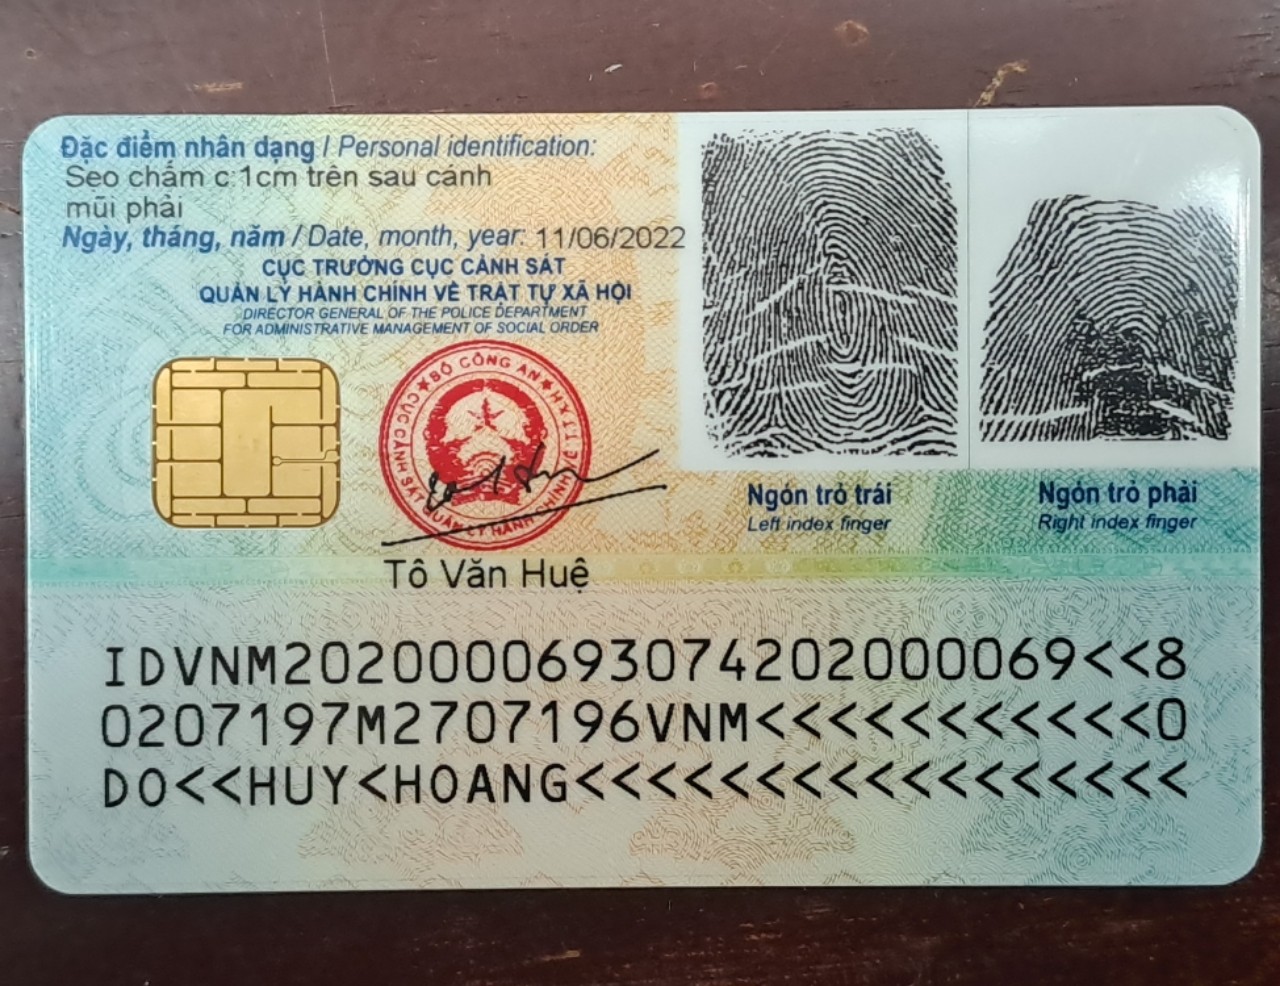 Đặc điểm nhân dạng / Personal identification:
Sẹo chấm c:1cm trên sau cánh
mũi phải
Ngày, tháng, năm / Date, month, year: 11/06/2022
CỤC TRƯỞNG CỤC CẢNH SÁT
QUẢN LÝ HÀNH CHÍNH VỀ TRẬT TỰ XÃ HỘI
DIRECTOR GENERAL OF THE POLICE DEPARTMENT
FOR ADMINISTRATIVE MANAGEMENT OF SOCIAL ORDER
BỘ CÔNG AN
CỤC CẢNH SÁT QUẢN LÝ HÀNH CHÍNH
Tô Văn Huệ
Ngón trỏ trái
Left index finger
Ngón trỏ phải
Right index finger
IDVNM2020000693074202000069<<8
0207197M2707196VNM<<<<<<<<<<<0
DO<<HUY<HOANG<<<<<<<<<<<<<<<<<